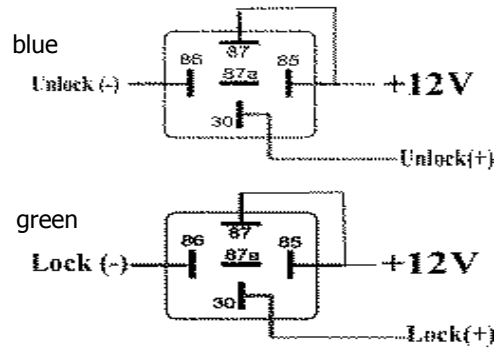 blue
87
86 87a 85
Unlock (-) +12V
30
Unlock(+)
green
87
86 87a 85
Lock (-) +12V
30
Lock(+)